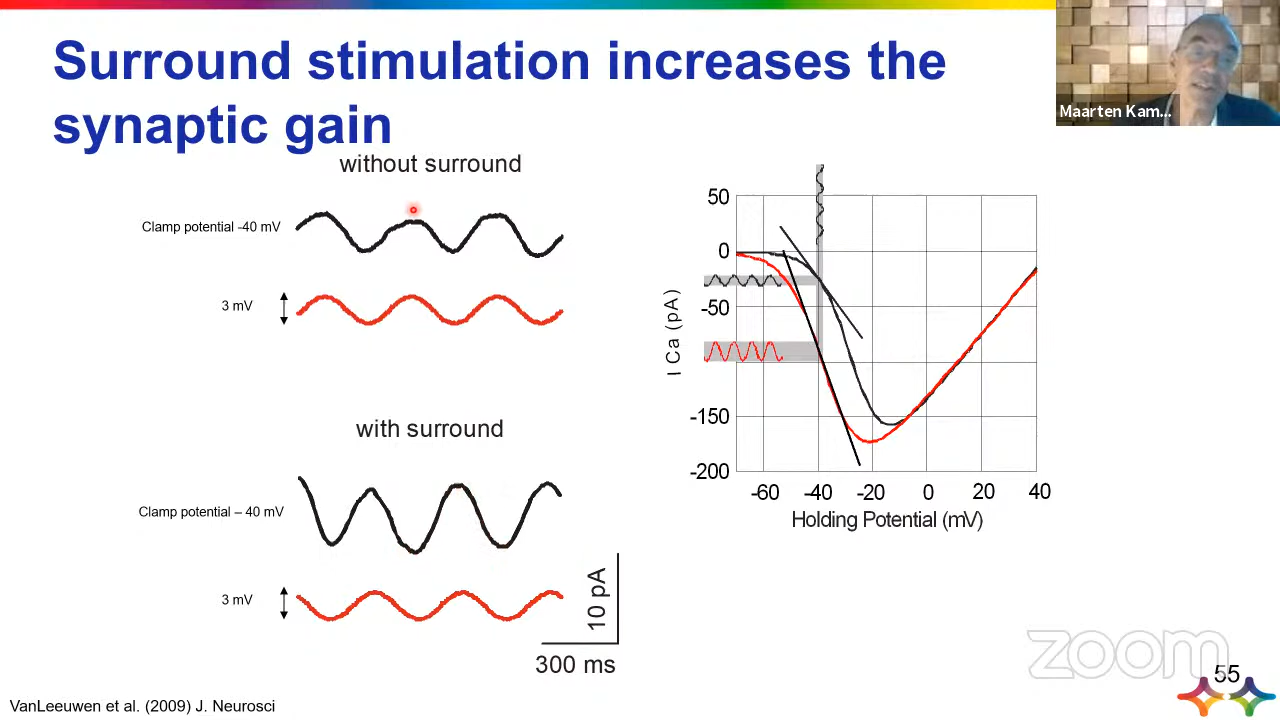 Surround stimulation increases the
synaptic gain
Maarten Kam...
without surround
Clamp potential -40 mV
3 mV
with surround
Clamp potential – 40 mV
3 mV
10 pA
300 ms
50
0
-50
-150
-200
I Ca (pA)
-60 -40 -20 0 20 40
Holding Potential (mV)
zoom
55
VanLeeuwen et al. (2009) J. Neurosci